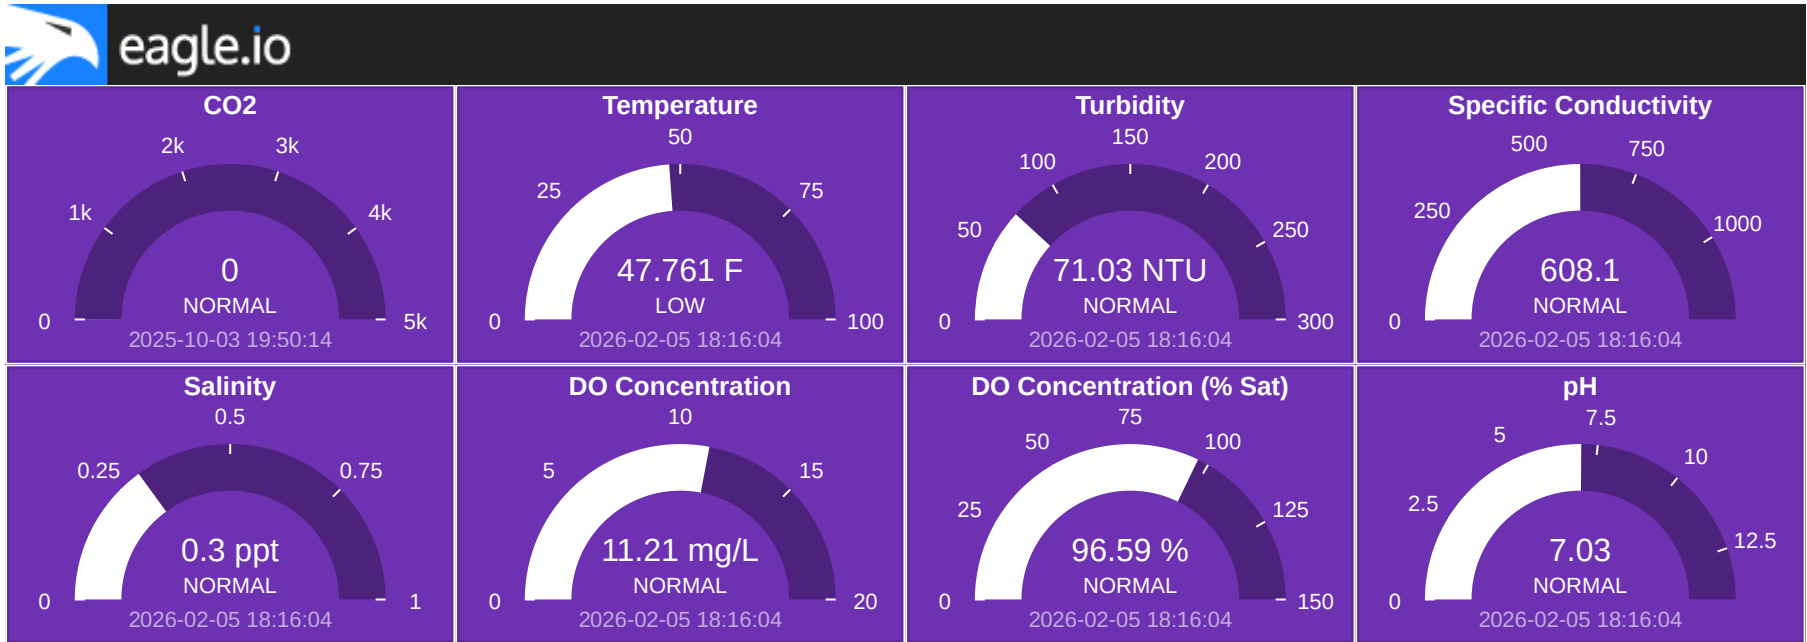 eagle.io
CO2
0
1k
2k
3k
4k
5k
0
NORMAL
2025-10-03 19:50:14
Temperature
0
25
50
75
100
47.761 F
LOW
2026-02-05 18:16:04
Turbidity
0
50
100
150
200
250
300
71.03 NTU
NORMAL
2026-02-05 18:16:04
Specific Conductivity
0
250
500
750
1000
608.1
NORMAL
2026-02-05 18:16:04
Salinity
0
0.25
0.5
0.75
1
0.3 ppt
NORMAL
2026-02-05 18:16:04
DO Concentration
0
5
10
15
20
11.21 mg/L
NORMAL
2026-02-05 18:16:04
DO Concentration (% Sat)
0
25
50
75
100
125
150
96.59 %
NORMAL
2026-02-05 18:16:04
pH
0
2.5
5
7.5
10
12.5
7.03
NORMAL
2026-02-05 18:16:04